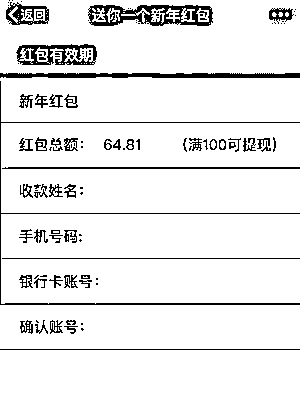 返回 送你一个新年红包
红包有效期
新年红包
红包总额： 64.81 （满100可提现）
收款姓名：
手机号码:
银行卡账号：
确认账号：